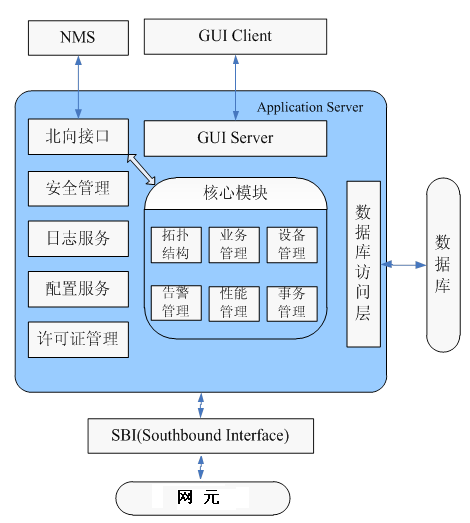 NMS
GUI Client
Application Server
北向接口
GUI Server
安全管理
核心模块
日志服务
拓扑
结构
业务
管理
设备
管理
配置服务
告警
管理
性能
管理
事务
管理
许可证管理
数据库访问层
数据库
SBI(Southbound Interface)
网 元